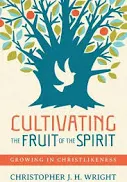 CULTIVATING
THE FRUIT OF THE SPIRIT
GROWING IN CHRISTLIKENESS
CHRISTOPHER J. H. WRIGHT